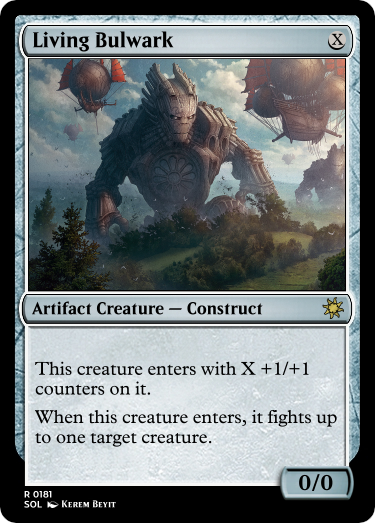 Living Bulwark X
Artifact Creature — Construct
This creature enters with X +1/+1
counters on it.
When this creature enters, it fights up
to one target creature.
0/0
R 0181
SOL Kerem Beyit